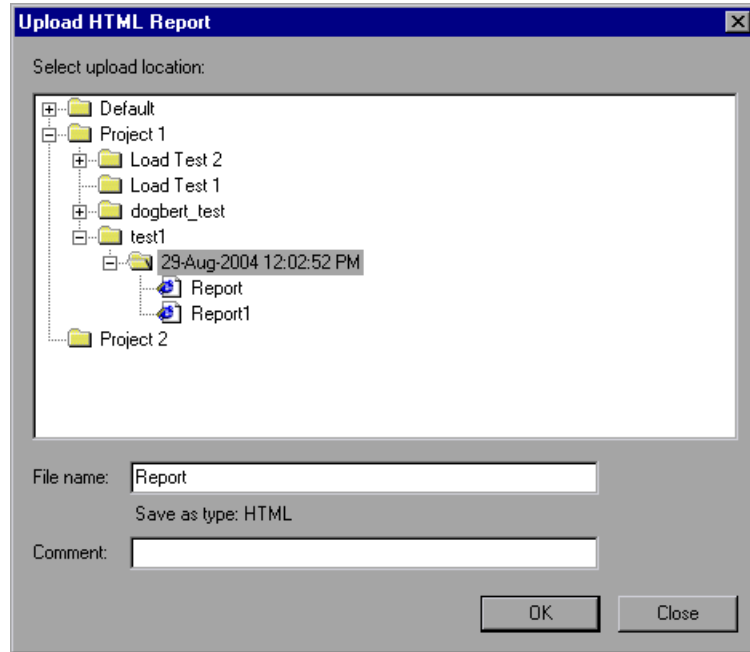 Upload HTML Report
Select upload location:
Default
Project 1
Load Test 2
Load Test 1
dogbert_test
test1
29-Aug-2004 12:02:52 PM
Report
Report1
Project 2
File name: Report
Save as type: HTML
Comment:
OK Close